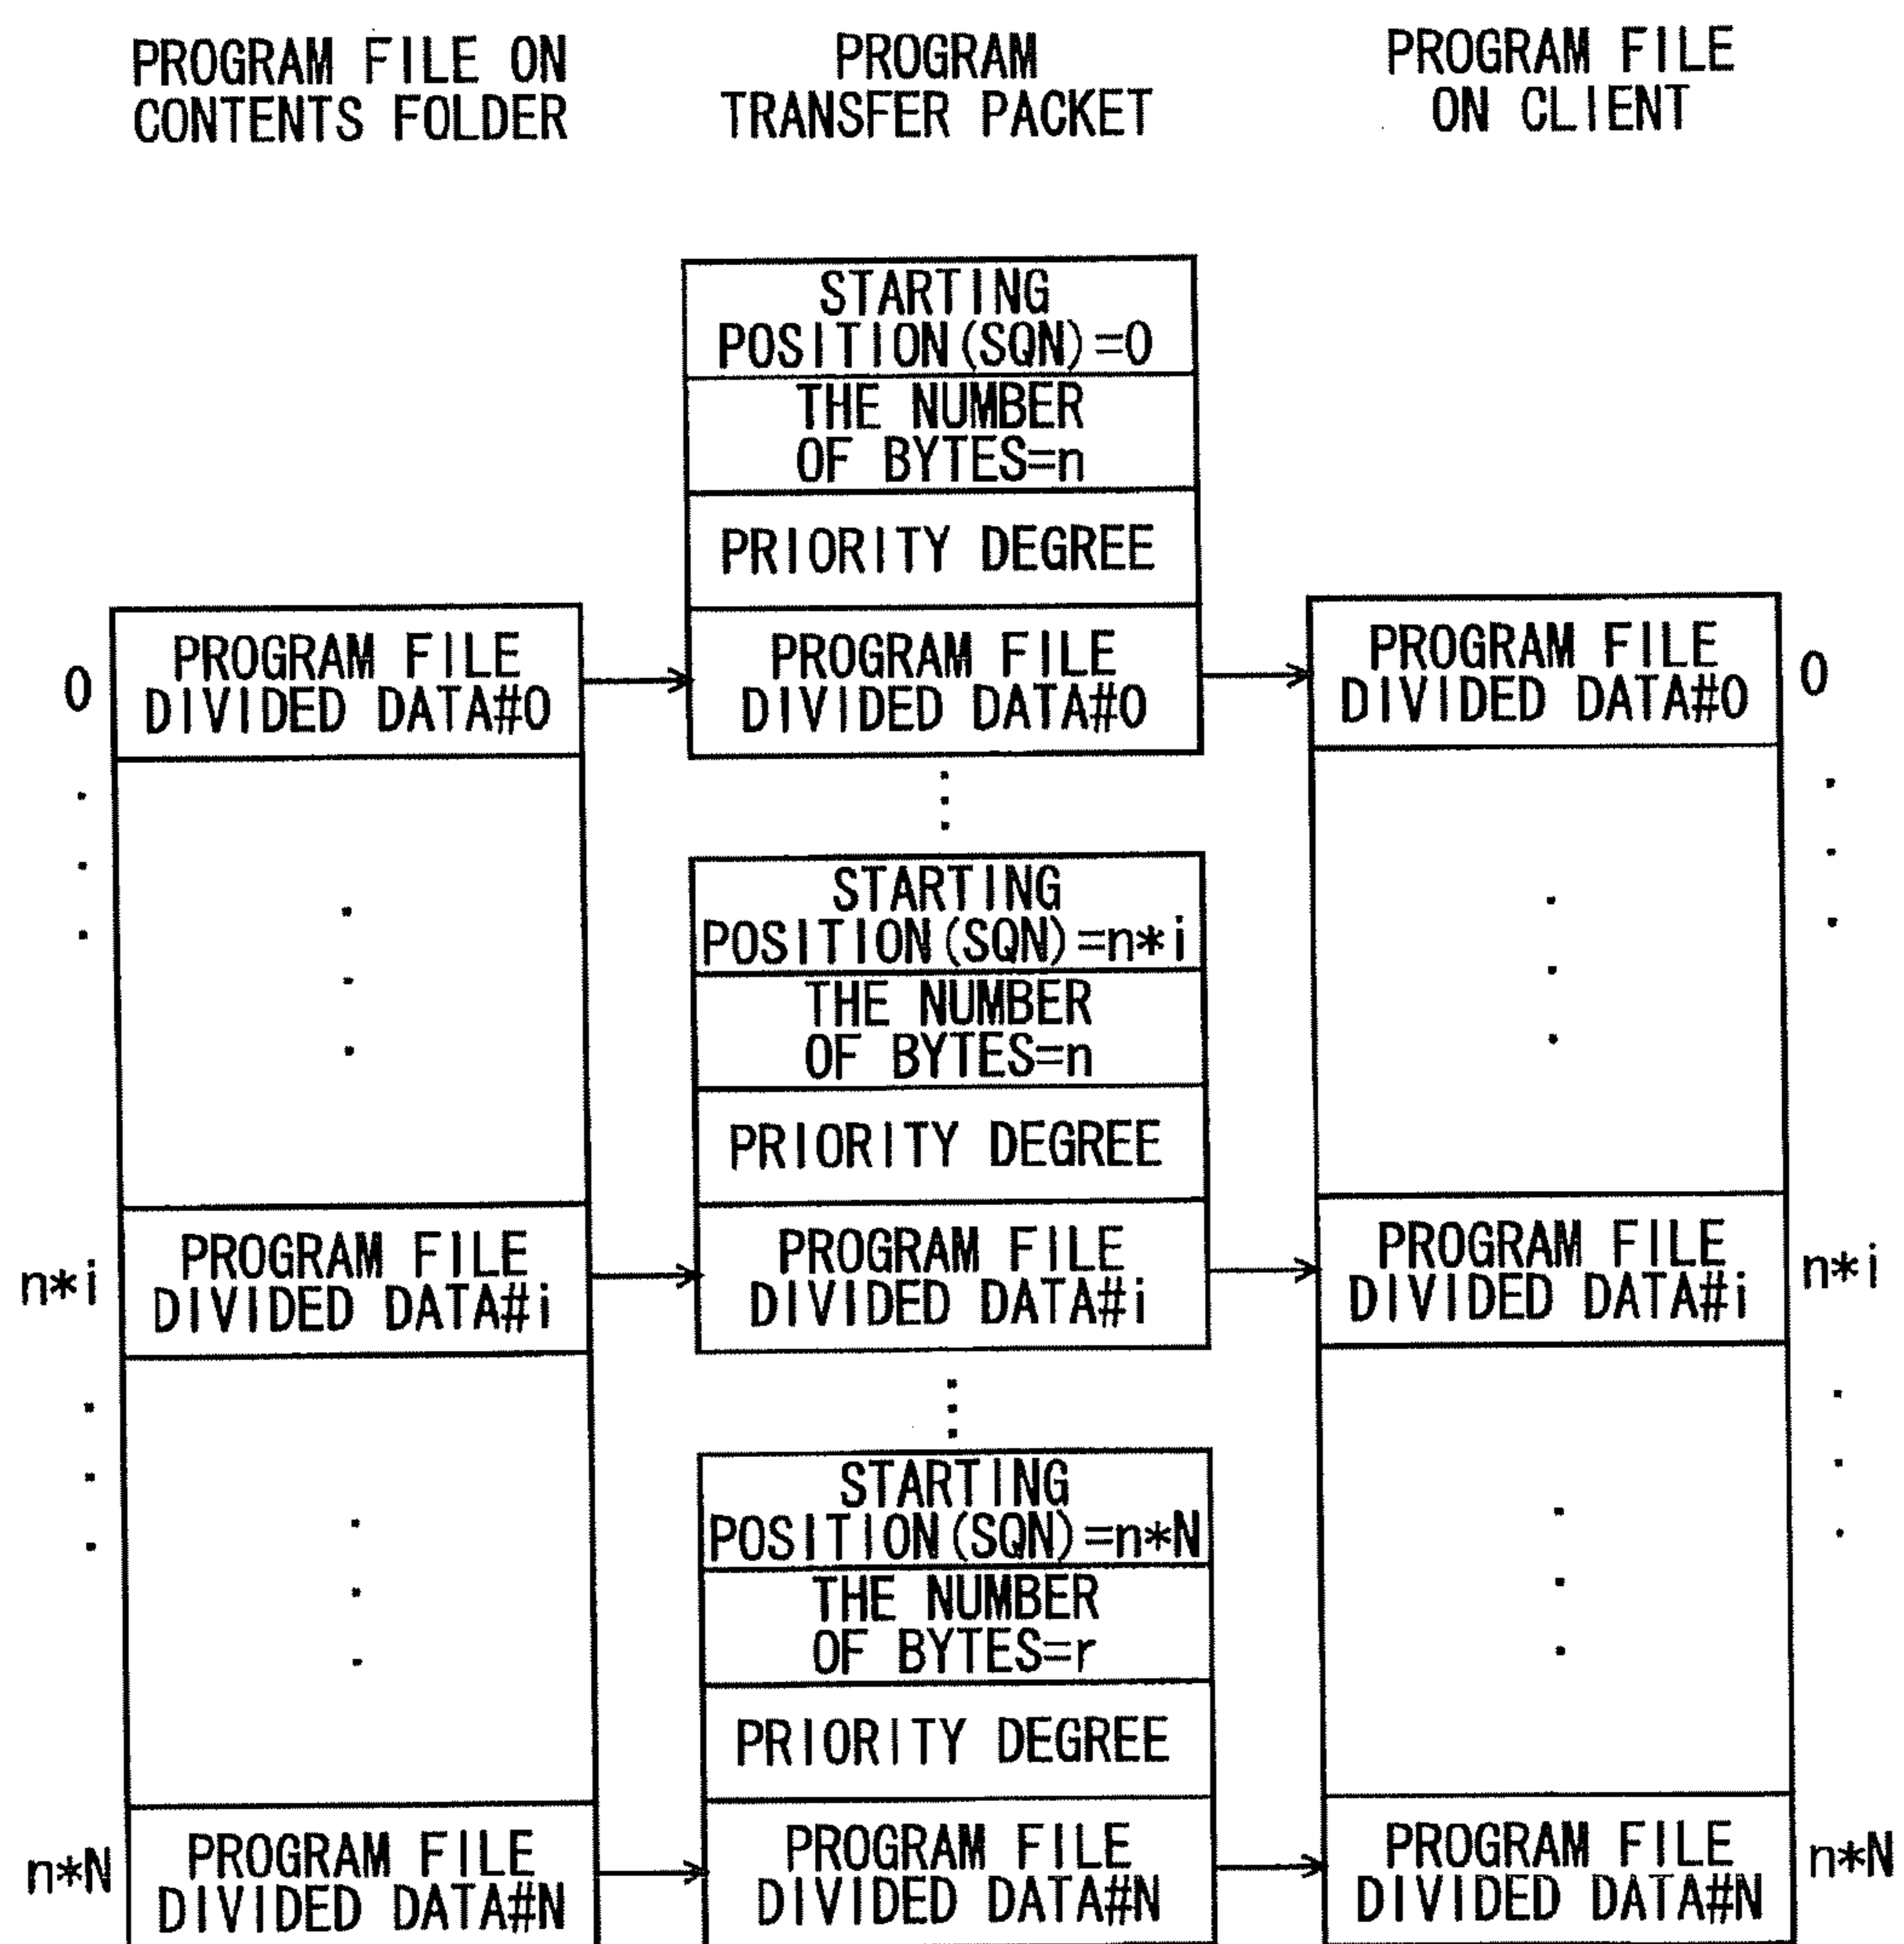 PROGRAM FILE ON
CONTENTS FOLDER
PROGRAM
TRANSFER PACKET
PROGRAM FILE
ON CLIENT
STARTING
POSITION(SQN)=0
THE NUMBER
OF BYTES=n
PRIORITY DEGREE
0
PROGRAM FILE
DIVIDED DATA#0
PROGRAM FILE
DIVIDED DATA#0
PROGRAM FILE
DIVIDED DATA#0
0
STARTING
POSITION(SQN)=n*i
THE NUMBER
OF BYTES=n
PRIORITY DEGREE
n*i
PROGRAM FILE
DIVIDED DATA#i
PROGRAM FILE
DIVIDED DATA#i
PROGRAM FILE
DIVIDED DATA#i
n*i
STARTING
POSITION(SQN)=n*N
THE NUMBER
OF BYTES=r
PRIORITY DEGREE
n*N
PROGRAM FILE
DIVIDED DATA#N
PROGRAM FILE
DIVIDED DATA#N
PROGRAM FILE
DIVIDED DATA#N
n*N